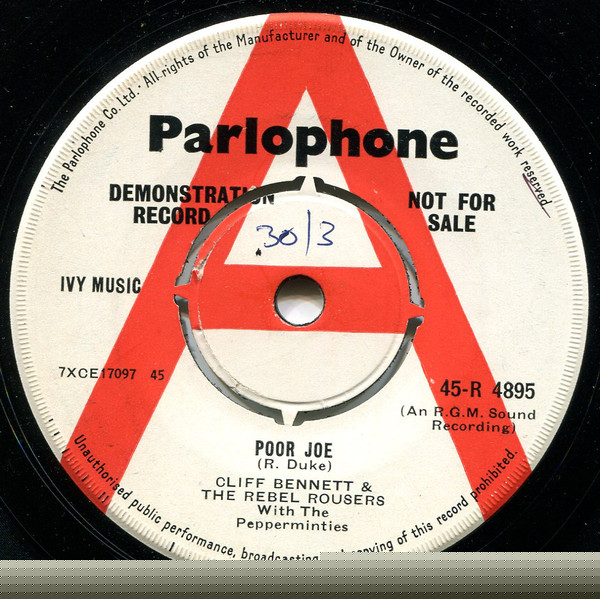 The Parlophone Co. Ltd. · All rights of the Manufacturer and of the Owner of the recorded work reserved
Parlophone
DEMONSTRATION
RECORD
NOT FOR
SALE
30/3
IVY MUSIC
7XCE17097 45
45-R 4895
(An R.G.M. Sound
Recording)
POOR JOE
(R. Duke)
CLIFF BENNETT &
THE REBEL ROUSERS
With The
Pepperminties
Unauthorised public performance, broadcasting copying of this record prohibited.